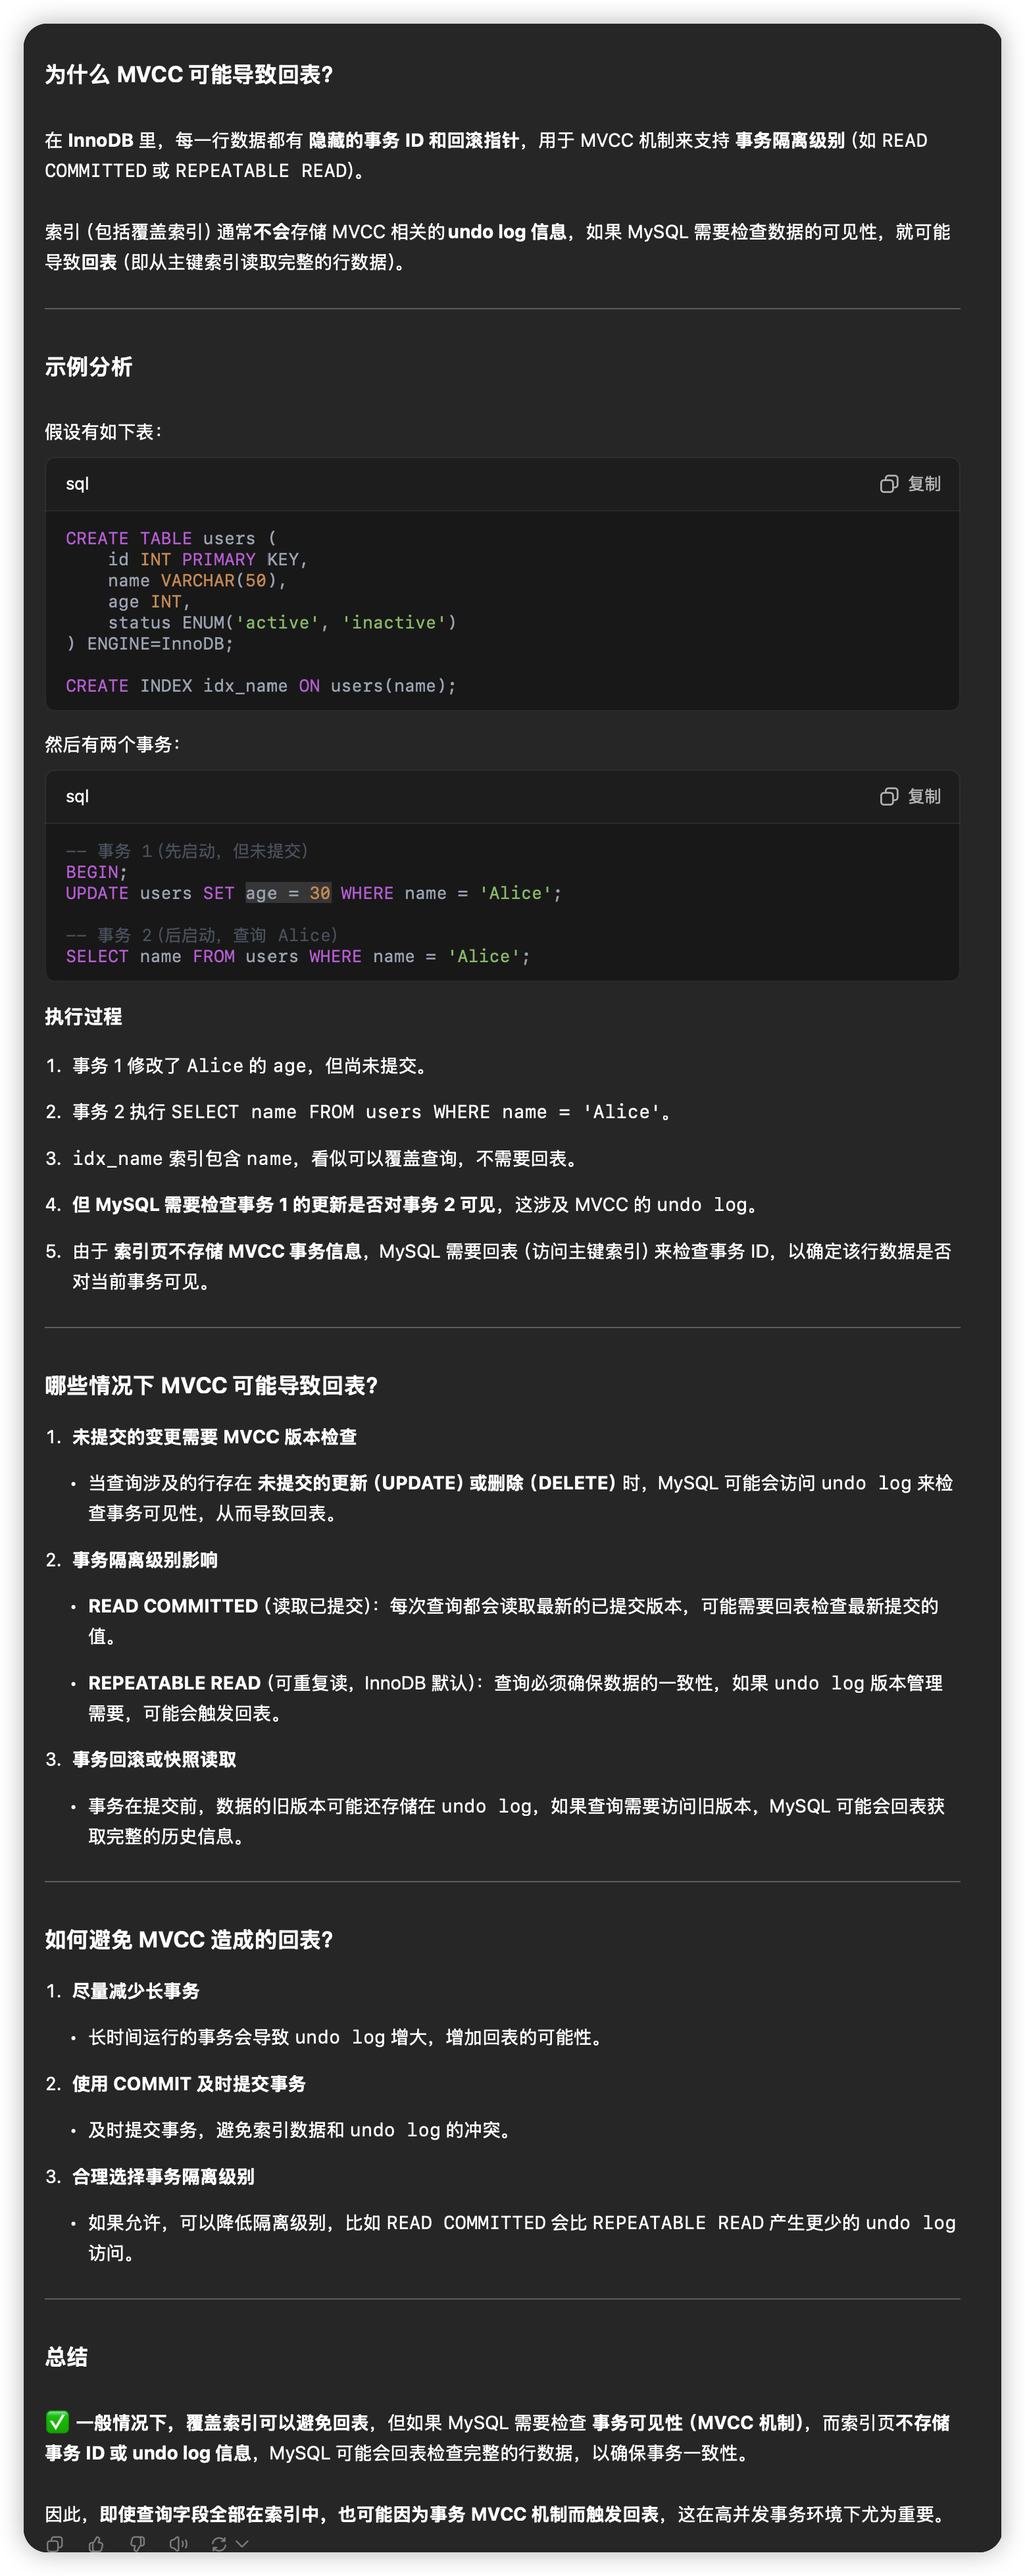 为什么 MVCC 可能导致回表?
在 InnoDB 里，每一行数据都有 隐藏的事务 ID 和回滚指针，用于 MVCC 机制来支持 事务隔离级别 (如 READ
COMMITTED 或 REPEATABLE READ)。
索引 (包括覆盖索引) 通常不会存储 MVCC 相关的undo log 信息，如果 MySQL 需要检查数据的可见性，就可能
导致回表 (即从主键索引读取完整的行数据)。
示例分析
假设有如下表：
sql
复制
CREATE TABLE users (
    id INT PRIMARY KEY,
    name VARCHAR(50),
    age INT,
    status ENUM('active', 'inactive')
) ENGINE=InnoDB;
CREATE INDEX idx_name ON users(name);
然后有两个事务：
sql
复制
-- 事务 1 (先启动，但未提交)
BEGIN;
UPDATE users SET age = 30 WHERE name = 'Alice';
-- 事务 2 (后启动，查询 Alice)
SELECT name FROM users WHERE name = 'Alice';
执行过程
1. 事务 1 修改了 Alice 的 age，但尚未提交。
2. 事务 2 执行 SELECT name FROM users WHERE name = 'Alice'。
3. idx_name 索引包含 name，看似可以覆盖查询，不需要回表。
4. 但 MySQL 需要检查事务 1 的更新是否对事务 2 可见，这涉及 MVCC 的 undo log。
5. 由于 索引页不存储 MVCC 事务信息，MySQL 需要回表 (访问主键索引) 来检查事务 ID，以确定该行数据是否
对当前事务可见。
哪些情况下 MVCC 可能导致回表?
1. 未提交的变更需要 MVCC 版本检查
• 当查询涉及的行存在 未提交的更新 (UPDATE) 或删除 (DELETE) 时，MySQL 可能会访问 undo log 来检
查事务可见性，从而导致回表。
2. 事务隔离级别影响
• READ COMMITTED (读取已提交)：每次查询都会读取最新的已提交版本，可能需要回表检查最新提交的
值。
• REPEATABLE READ (可重复读，InnoDB 默认)：查询必须确保数据的一致性，如果 undo log 版本管理
需要，可能会触发回表。
3. 事务回滚或快照读取
• 事务在提交前，数据的旧版本可能还存储在 undo log，如果查询需要访问旧版本，MySQL 可能会回表获
取完整的历史信息。
如何避免 MVCC 造成的回表?
1. 尽量减少长事务
• 长时间运行的事务会导致 undo log 增大，增加回表的可能性。
2. 使用 COMMIT 及时提交事务
• 及时提交事务，避免索引数据和 undo log 的冲突。
3. 合理选择事务隔离级别
• 如果允许，可以降低隔离级别，比如 READ COMMITTED 会比 REPEATABLE READ 产生更少的 undo log
访问。
总结
✅ 一般情况下，覆盖索引可以避免回表，但如果 MySQL 需要检查 事务可见性 (MVCC 机制)，而索引页不存储
事务 ID 或 undo log 信息，MySQL 可能会回表检查完整的行数据，以确保事务一致性。
因此，即使查询字段全部在索引中，也可能因为事务 MVCC 机制而触发回表，这在高并发事务环境下尤为重要。